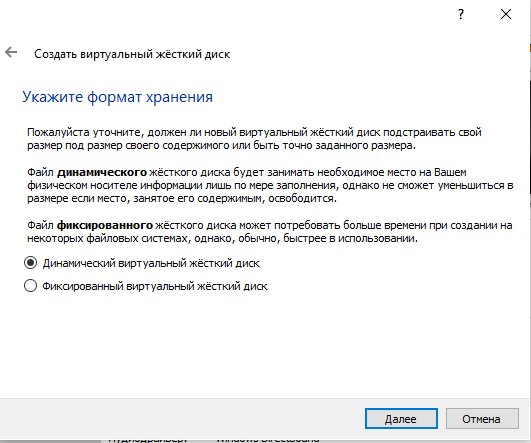 ?
Создать виртуальный жёсткий диск
Укажите формат хранения
Пожалуйста уточните, должен ли новый виртуальный жёсткий диск подстраивать свой
размер под размер своего содержимого или быть точно заданного размера.
Файл динамического жёсткого диска будет занимать необходимое место на Вашем
физическом носителе информации лишь по мере заполнения, однако не сможет уменьшиться в
размере если место, занятое его содержимым, освободится.
Файл фиксированного жёсткого диска может потребовать больше времени при создании на
некоторых файловых системах, однако, обычно, быстрее в использовании.
Динамический виртуальный жёсткий диск
Фиксированный виртуальный жёсткий диск
Далее Отмена
Аудиодрайвер: Windows DirectSound